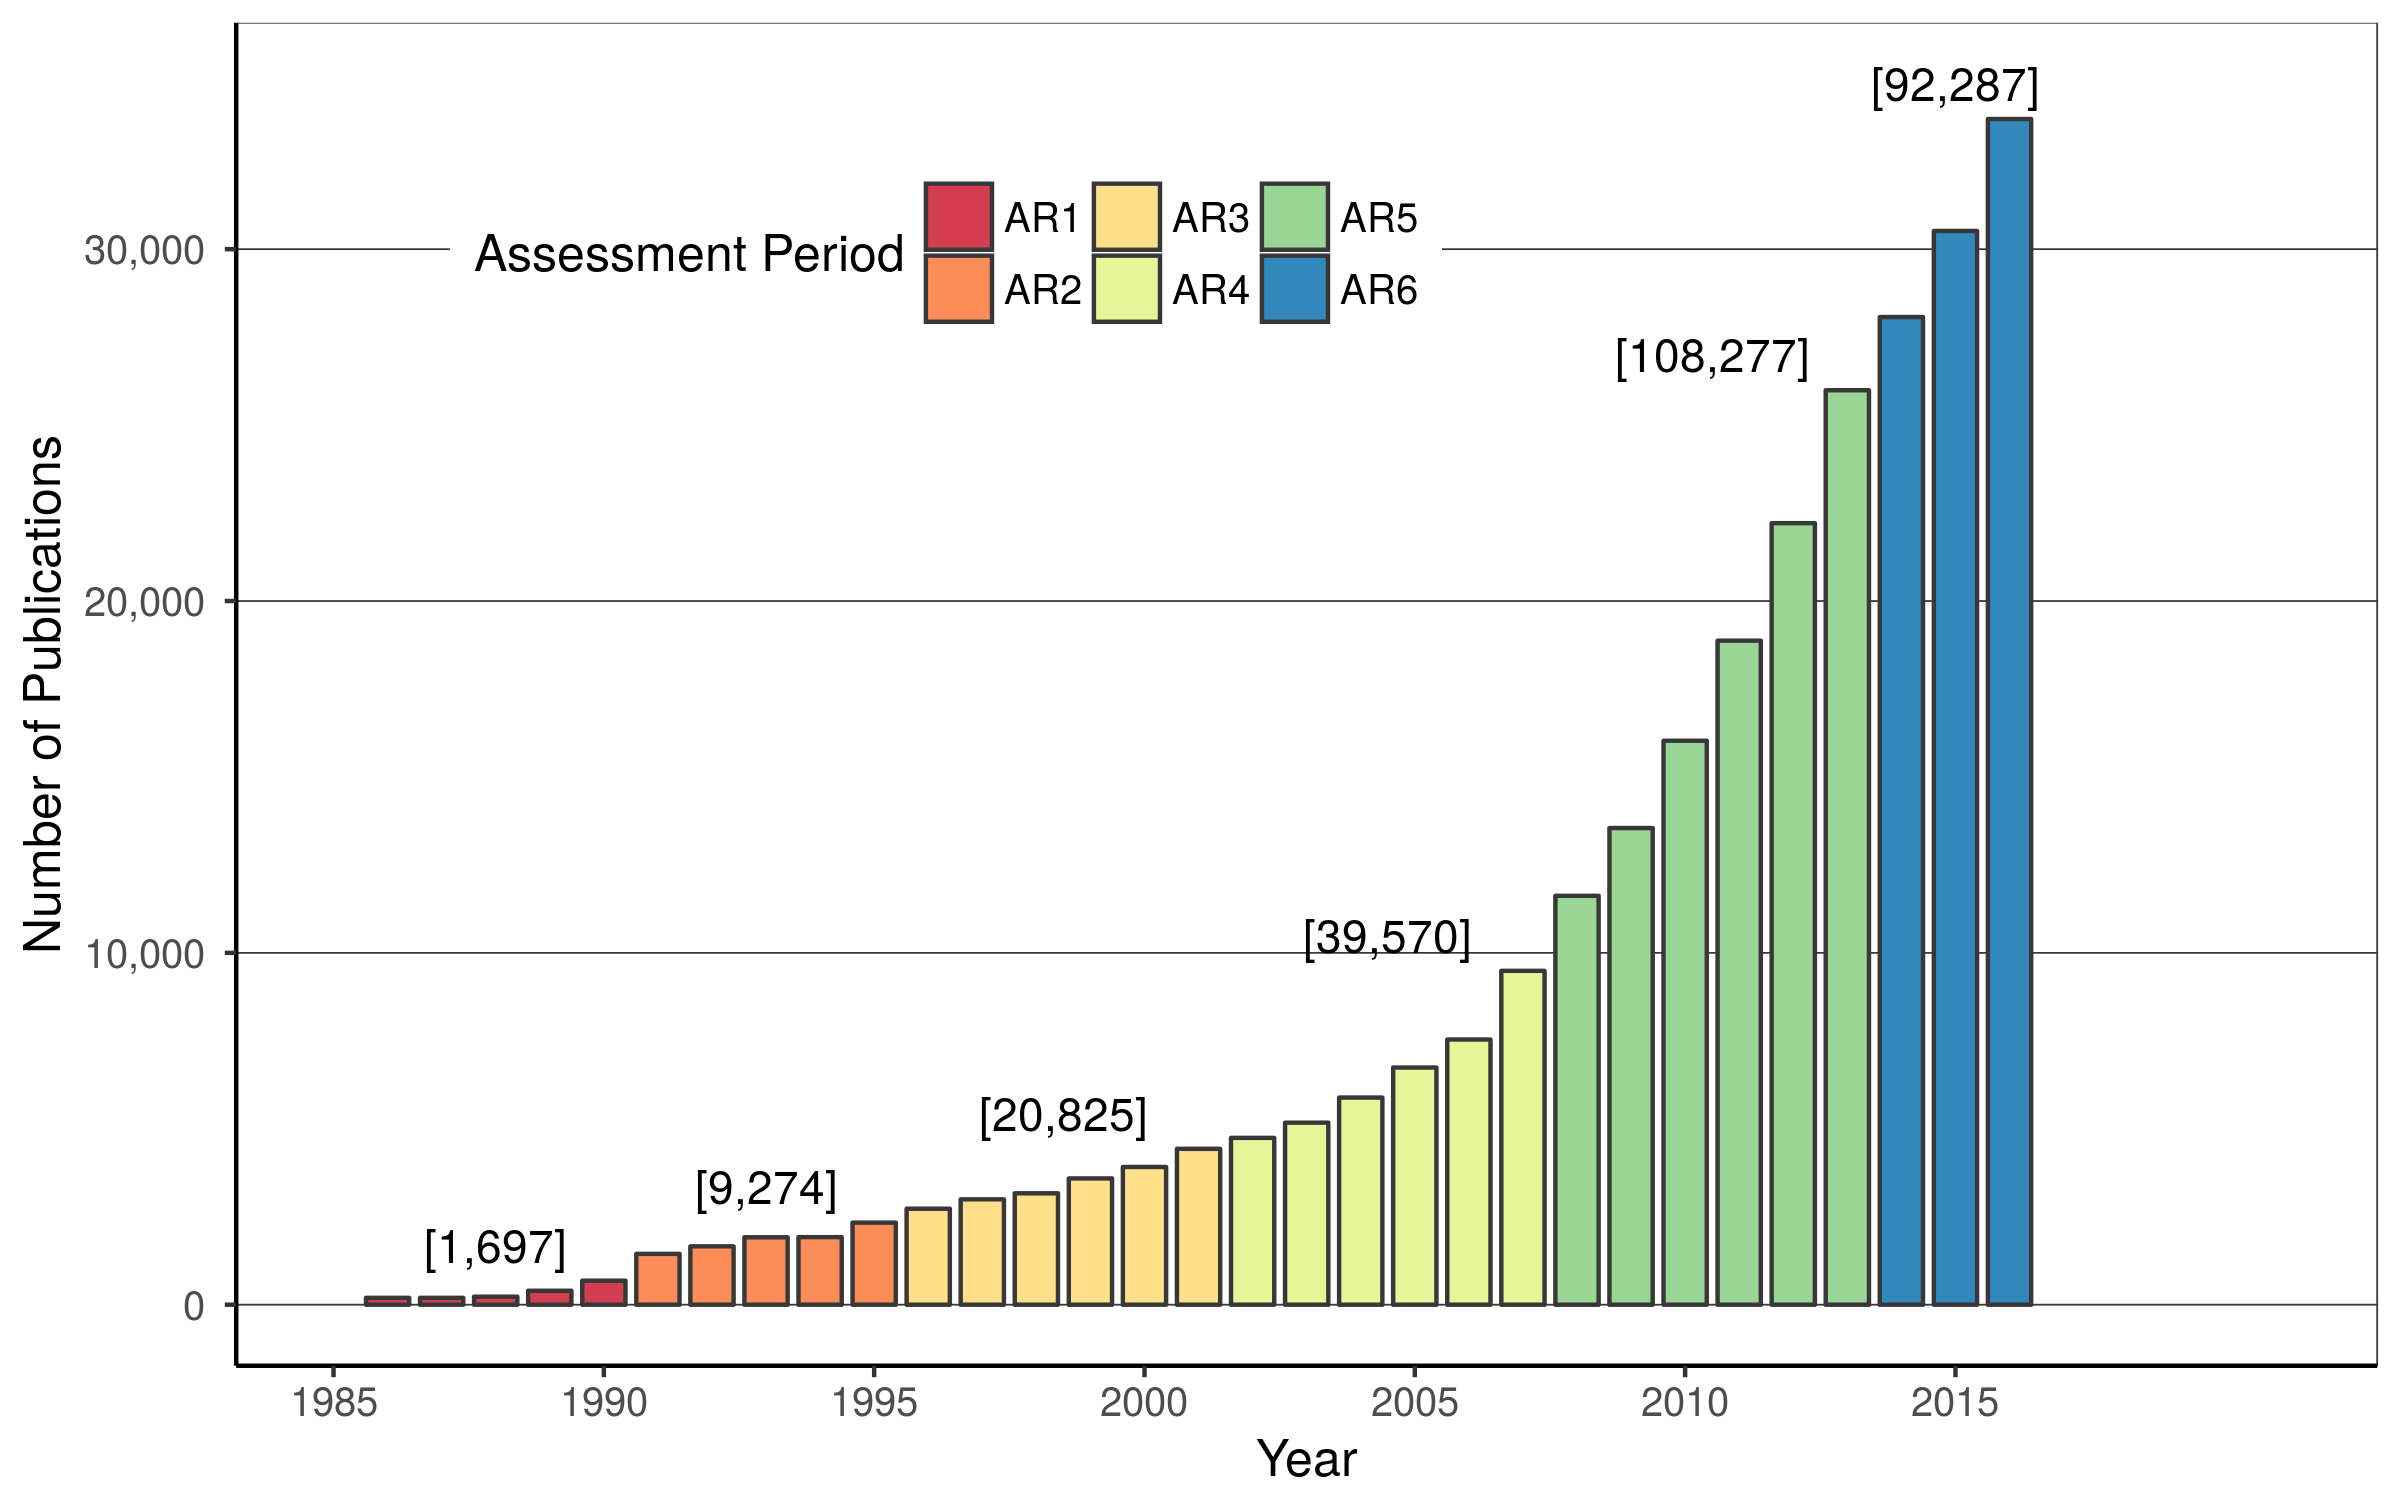 [92,287]
AR1 AR3 AR5
Assessment Period
AR2 AR4 AR6
[108,277]
[39,570]
[20,825]
[9,274]
[1,697]
30,000
20,000
10,000
0
Number of Publications
1985 1990 1995 2000 2005 2010 2015
Year